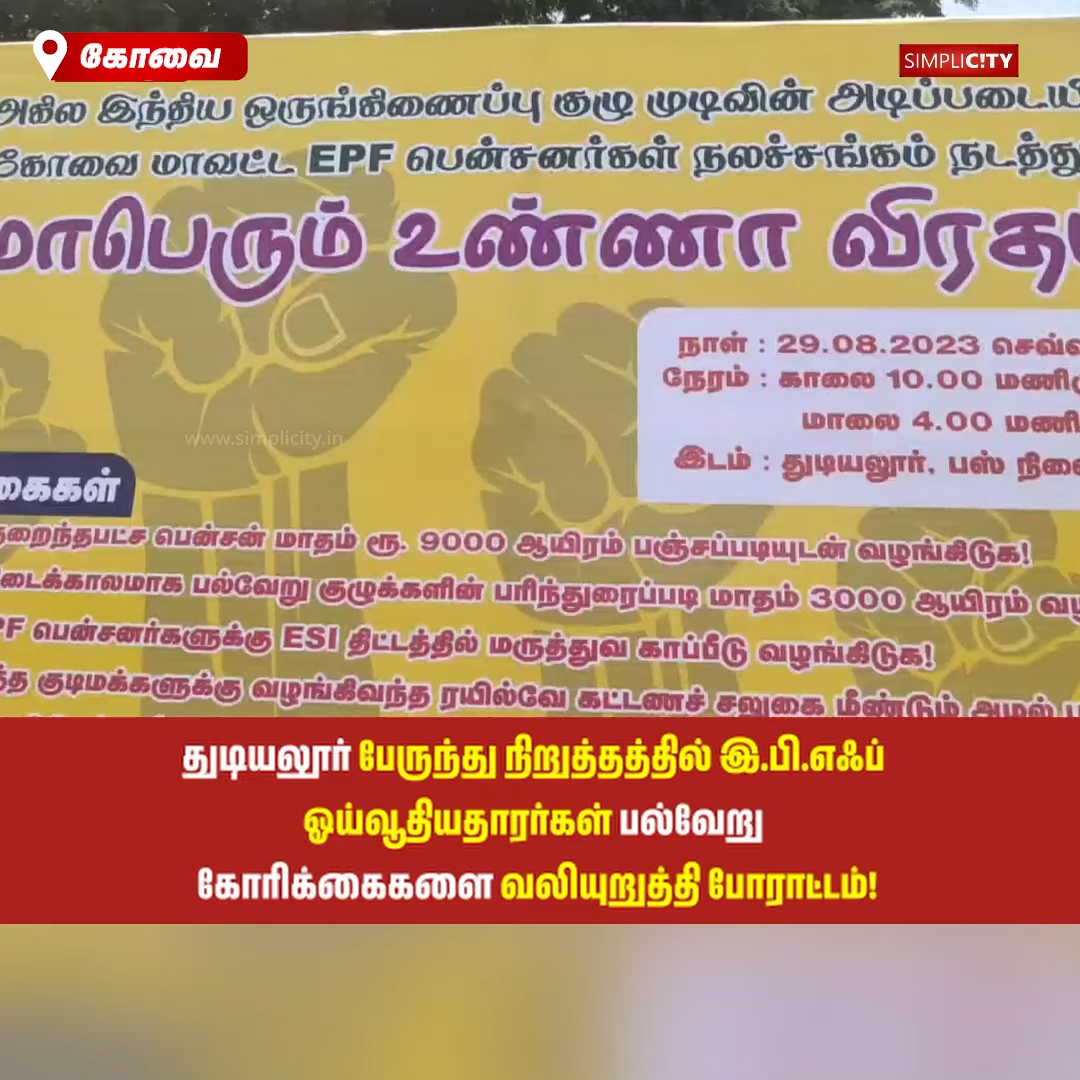 கோவை
SIMPLIC!TY
அகில இந்திய ஒருங்கிணைப்பு குழு முடிவின் அடிப்படையி
கோவை மாவட்ட EPF பென்சனர்கள் நலச்சங்கம் நடத்து
மாபெரும் உண்ணா விரத
நாள் : 29.08.2023 செவ்
நேரம் : காலை 10.00 மணி
மாலை 4.00 மணி
இடம் : துடியலூர், பஸ் நிலை
www.simplicity.in
கைகள்
குறைந்தபட்ச பென்சன் மாதம் ரூ. 9000 ஆயிரம் பஞ்சப்படியுடன் வழங்கிடுக!
டைக்காலமாக பல்வேறு குழுக்களின் பரிந்துரைப்படி மாதம் 3000 ஆயிரம் வழ
PF பென்சனர்களுக்கு ESI திட்டத்தில் மருத்துவ காப்பீடு வழங்கிடுக!
த்த குடிமக்களுக்கு வழங்கிவந்த ரயில்வே கட்டணச் சலுகை மீண்டும் அமல்
துடியலூர் பேருந்து நிறுத்தத்தில் இ.பி.எஃப்
ஓய்வூதியதாரர்கள் பல்வேறு
கோரிக்கைகளை வலியுறுத்தி போராட்டம்!